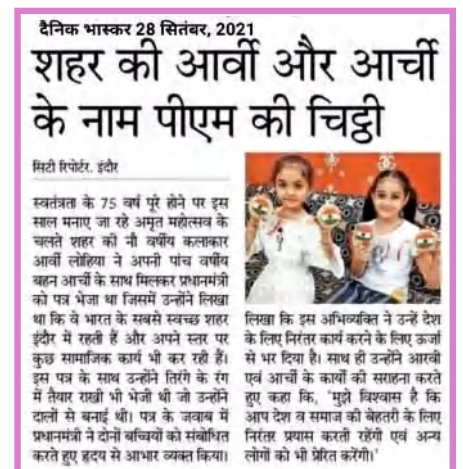 दैनिक भास्कर 28 सितंबर, 2021
शहर की आर्वी और आर्ची
के नाम पीएम की चिट्ठी
सिटी रिपोर्टर. इंदौर
स्वतंत्रता के 75 वर्ष पूरे होने पर इस
साल मनाए जा रहे अमृत महोत्सव के
चलते शहर की नौ वर्षीय कलाकार
आर्वी लोहिया ने अपनी पांच वर्षीय
बहन आर्ची के साथ मिलकर प्रधानमंत्री
को पत्र भेजा था जिसमें उन्होंने लिखा
था कि वे भारत के सबसे स्वच्छ शहर
इंदौर में रहती हैं और अपने स्तर पर
कुछ सामाजिक कार्य भी कर रही हैं।
इस पत्र के साथ उन्होंने तिरंगे के रंग
में तैयार राखी भी भेजी थी जो उन्होंने
दालों से बनाई थी। पत्र के जवाब में
प्रधानमंत्री ने दोनों बच्चियों को संबोधित
करते हुए हृदय से आभार व्यक्त किया।
लिखा कि इस अभिव्यक्ति ने उन्हें देश
के लिए निरंतर कार्य करने के लिए ऊर्जा
से भर दिया है। साथ ही उन्होंने आरवी
एवं आर्ची के कार्यों की सराहना करते
हुए कहा कि, 'मुझे विश्वास है कि
आप देश व समाज की बेहतरी के लिए
निरंतर प्रयास करती रहेंगी एवं अन्य
लोगों को भी प्रेरित करेंगी।'